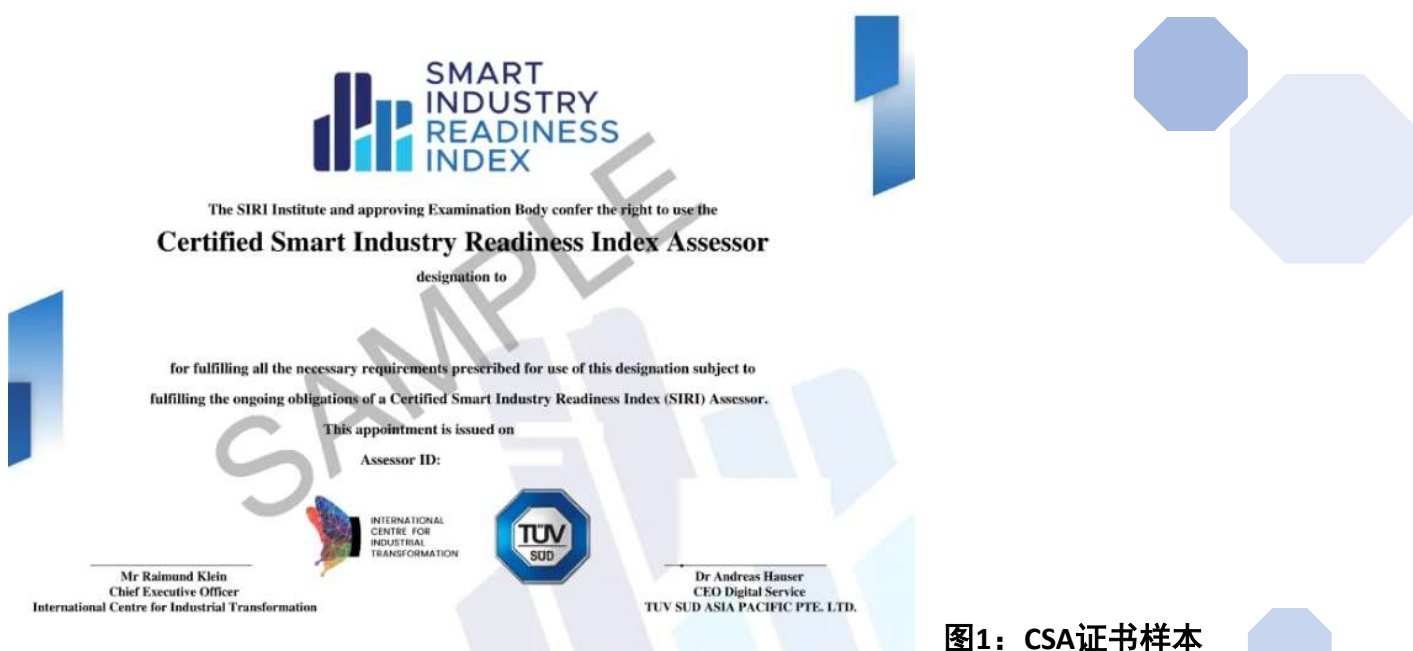 SMART
INDUSTRY
READINESS
INDEX
The SIRI Institute and approving Examination Body confer the right to use the
Certified Smart Industry Readiness Index Assessor
designation to
for fulfilling all the necessary requirements prescribed for use of this designation subject to
fulfilling the ongoing obligations of a Certified Smart Industry Readiness Index (SIRI) Assessor.
This appointment is issued on
Assessor ID:
SAMPLE
INTERNATIONAL
CENTRE FOR
INDUSTRIAL
TRANSFORMATION
TÜV
SÜD
Mr Raimund Klein
Chief Executive Officer
International Centre for Industrial Transformation
Dr Andreas Hauser
CEO Digital Service
TUV SUD ASIA PACIFIC PTE. LTD.
图1：CSA证书样本